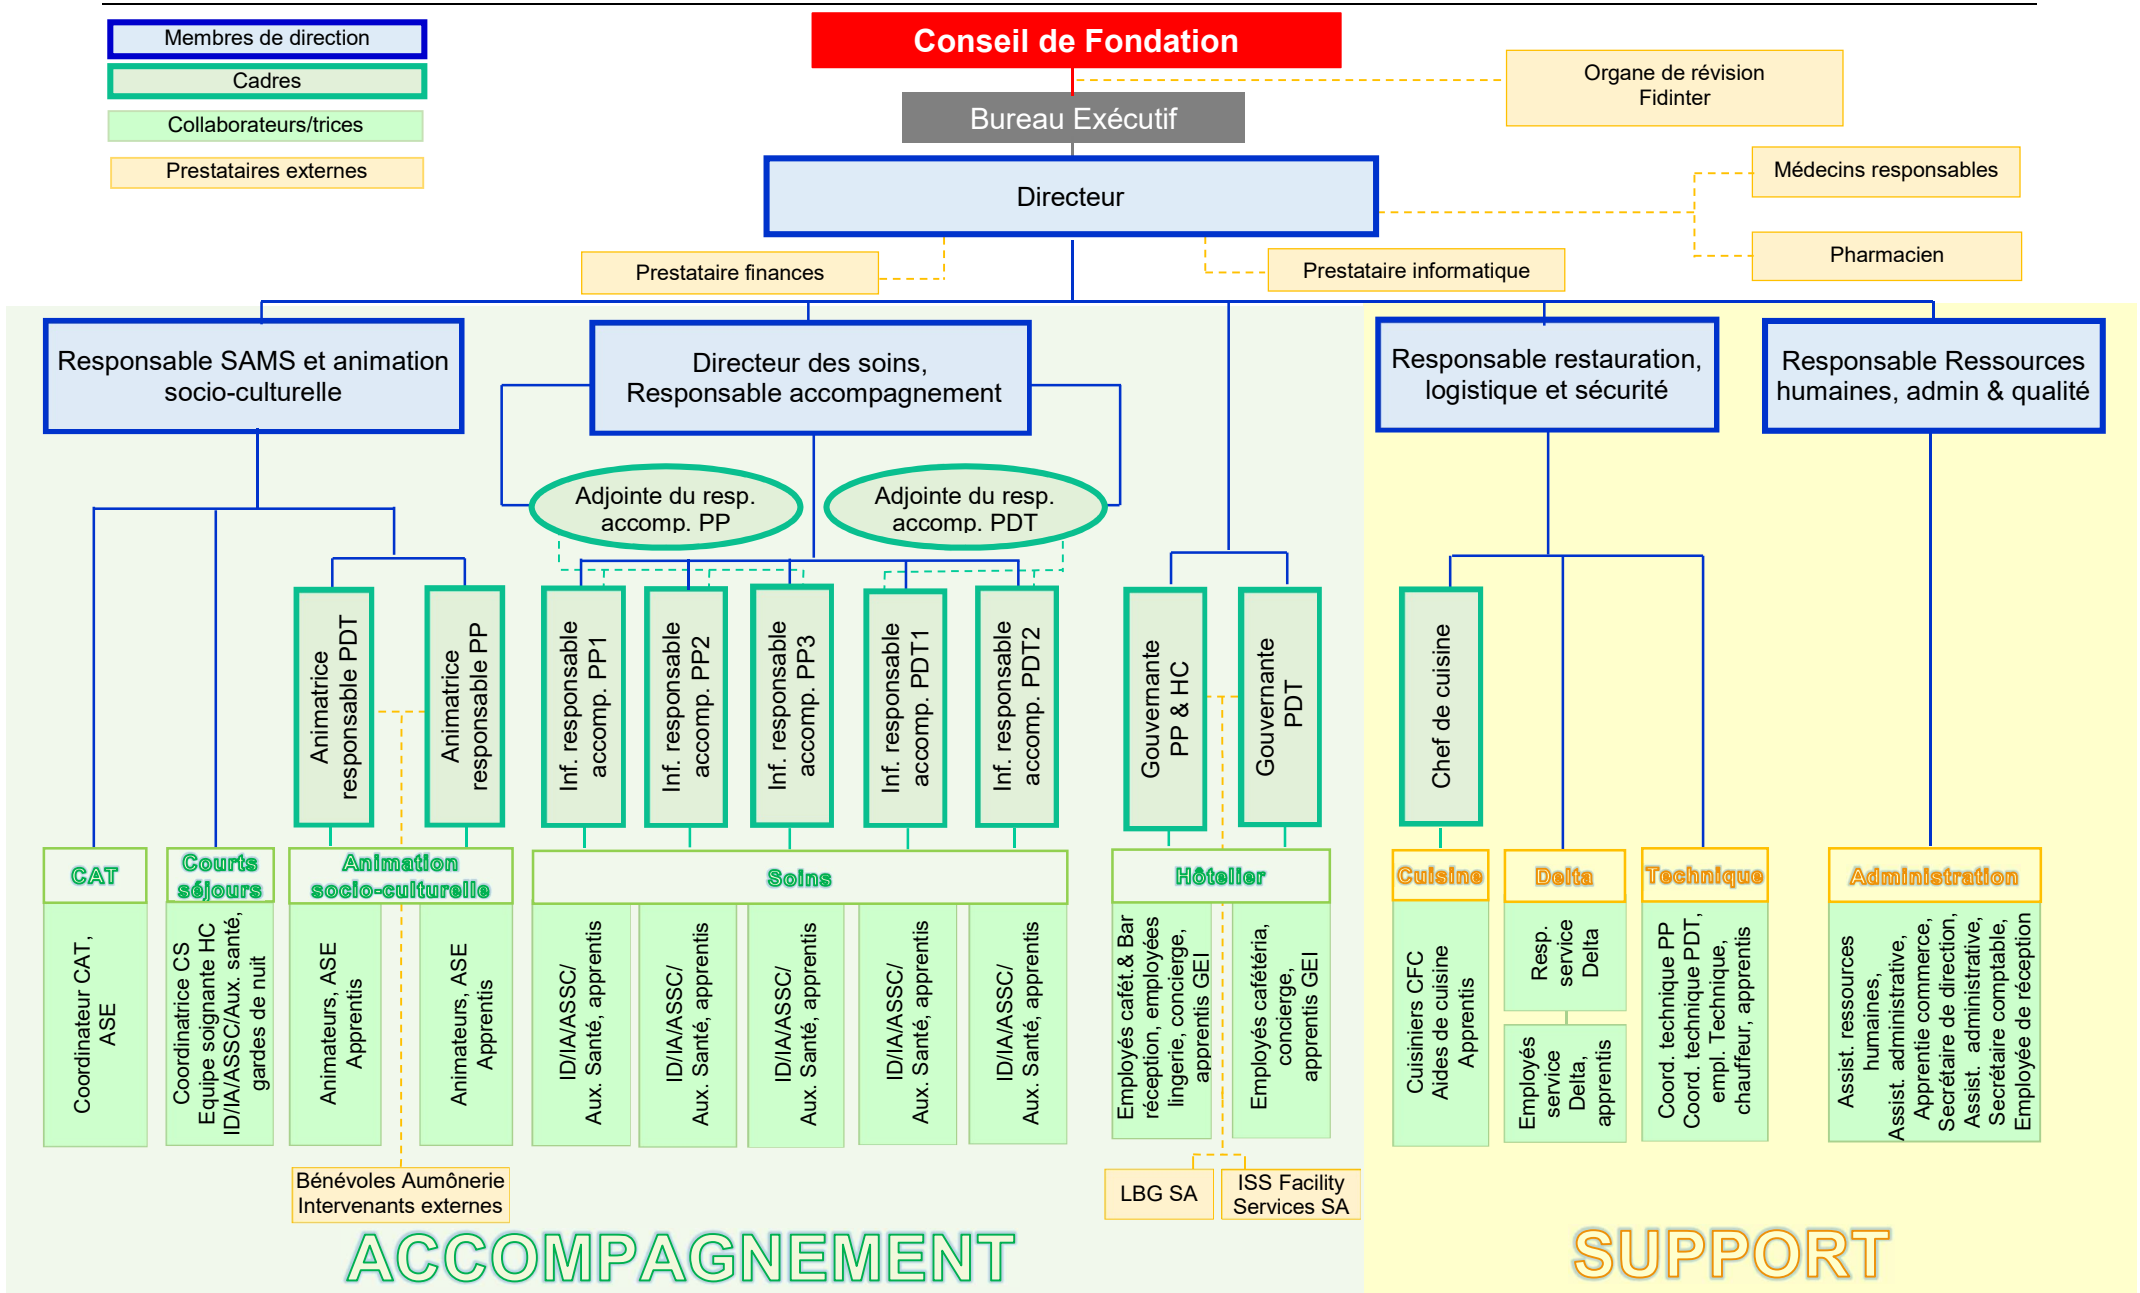 Membres de direction
Cadres
Collaborateurs/trices
Prestataires externes
Conseil de Fondation
Organe de révision
Fidinter
Bureau Exécutif
Directeur
Médecins responsables
Pharmacien
Prestataire finances
Prestataire informatique
Responsable SAMS et animation
socio-culturelle
Directeur des soins,
Responsable accompagnement
Responsable restauration,
logistique et sécurité
Responsable Ressources
humaines, admin & qualité
Adjointe du resp.
accomp. PP
Adjointe du resp.
accomp. PDT
Animatrice
responsable PDT
Animatrice
responsable PP
Inf. responsable
accomp. PP1
Inf. responsable
accomp. PP2
Inf. responsable
accomp. PP3
Inf. responsable
accomp. PDT1
Inf. responsable
accomp. PDT2
Gouvernante
PP & HC
Gouvernante
PDT
Chef de cuisine
CAT
Courts
séjours
Animation
socio-culturelle
Soins
Hôtelier
Cuisine
Delta
Technique
Administration
Coordinateur CAT,
ASE
Coordinatrice CS
Equipe soignante HC
ID/IA/ASSC/Aux. santé,
gardes de nuit
Animateurs, ASE
Apprentis
Animateurs, ASE
Apprentis
ID/IA/ASSC/
Aux. Santé, apprentis
ID/IA/ASSC/
Aux. Santé, apprentis
ID/IA/ASSC/
Aux. Santé, apprentis
ID/IA/ASSC/
Aux. Santé, apprentis
ID/IA/ASSC/
Aux. Santé, apprentis
Employés cafét.& Bar
réception, employées
lingerie, concierge,
apprentis GEI
Employés cafétéria,
concierge,
apprentis GEI
Cuisiniers CFC
Aides de cuisine
Apprentis
Resp.
service
Delta
Employés
service
Delta,
apprentis
Coord. technique PP
Coord. technique PDT,
empl. Technique,
chauffeur, apprentis
Assist. ressources
humaines,
Assist. administrative,
Apprentie commerce,
Secrétaire de direction,
Assist. administrative,
Secrétaire comptable,
Employée de réception
Bénévoles Aumônerie
Intervenants externes
LBG SA
ISS Facility
Services SA
ACCOMPAGNEMENT
SUPPORT